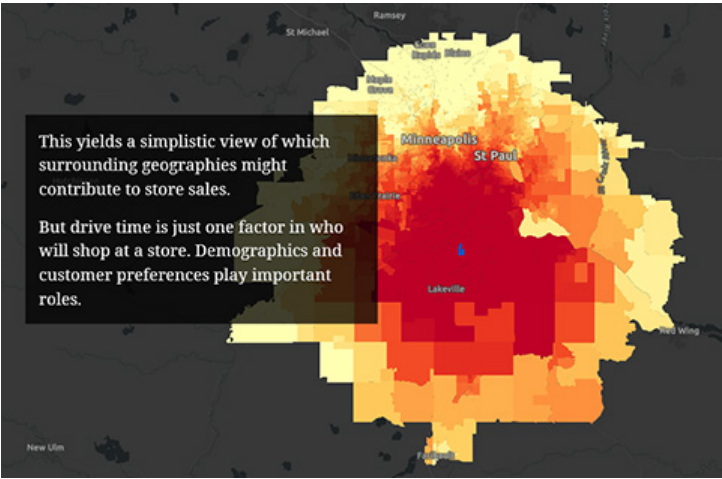 Ramsey
St Michael
Coon
Rapids Blaine
Maple
Grove
This yields a simplistic view of which
surrounding geographies might
contribute to store sales.
But drive time is just one factor in who
will shop at a store. Demographics and
customer preferences play important
roles.
Minneapolis
St Paul
Lakeville
Red Wing
New Ulm